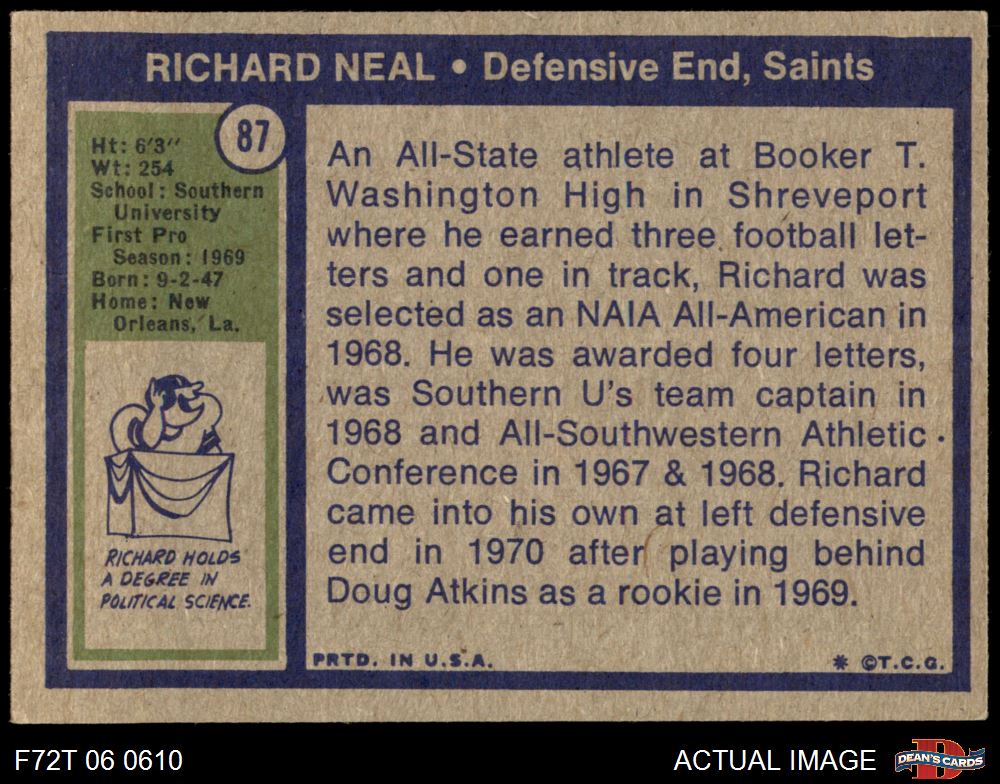 RICHARD NEAL • Defensive End, Saints
87
Ht: 6'3"
Wt: 254
School: Southern
University
First Pro
Season: 1969
Born: 9-2-47
Home: New
Orleans, La.
RICHARD HOLDS
A DEGREE IN
POLITICAL SCIENCE.
An All-State athlete at Booker T.
Washington High in Shreveport
where he earned three football let-
ters and one in track, Richard was
selected as an NAIA All-American in
1968. He was awarded four letters,
was Southern U's team captain in
1968 and All-Southwestern Athletic
Conference in 1967 & 1968. Richard
came into his own at left defensive
end in 1970 after playing behind
Doug Atkins as a rookie in 1969.
PRTD. IN U.S.A.
* ©T.C.G.
F72T 06 0610
ACTUAL IMAGE
D
DEAN'S CARDS